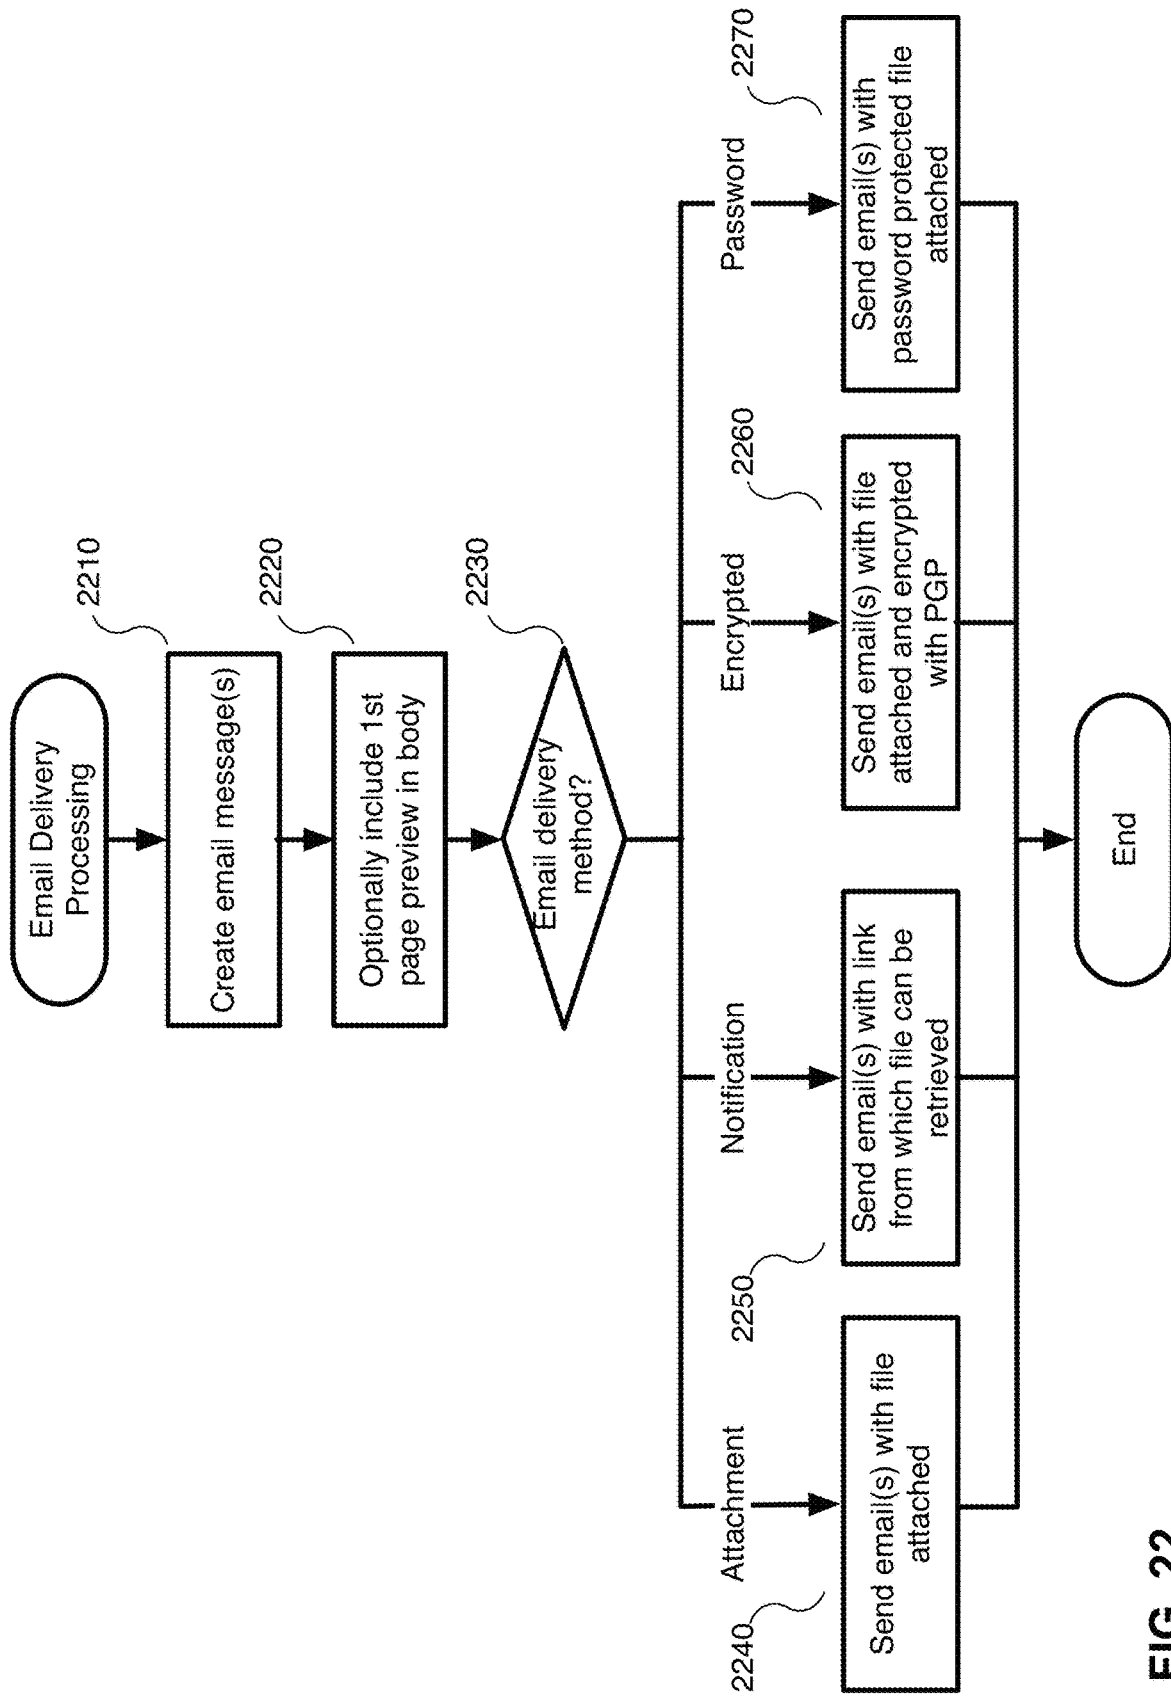 Email Delivery
Processing
2210
Create email message(s)
2220
Optionally include 1st
page preview in body
2230
Email delivery
method?
Attachment
Notification
Encrypted
Password
2240
Send email(s) with file
attached
2250
Send email(s) with link
from which file can be
retrieved
2260
Send email(s) with file
attached and encrypted
with PGP
2270
Send email(s) with
password protected file
attached
End
FIG. 22